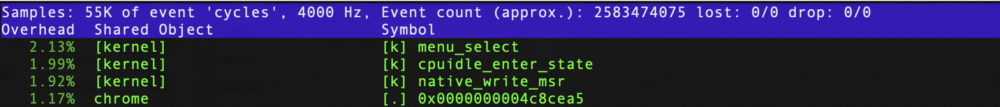 Samples: 55K of event 'cycles', 4000 Hz, Event count (approx.): 2583474075 lost: 0/0 drop: 0/0
Overhead  Shared Object  Symbol
2.13%  [kernel]  [k] menu_select
1.99%  [kernel]  [k] cpuidle_enter_state
1.92%  [kernel]  [k] native_write_msr
1.17%  chrome  [.] 0x0000000004c8cea5